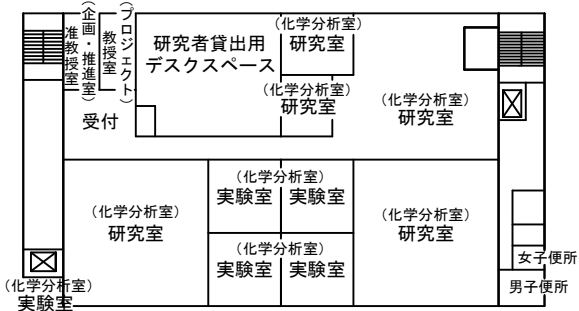 （企画・推進室）
准教授室
（プロジェクト）
教授室
受付
研究者貸出用
デスクスペース
（化学分析室）
研究室
（化学分析室）
研究室
（化学分析室）
研究室
（化学分析室）
研究室
（化学分析室）
実験室 実験室
（化学分析室）
実験室 実験室
（化学分析室）
研究室
女子便所
男子便所
（化学分析室）
実験室